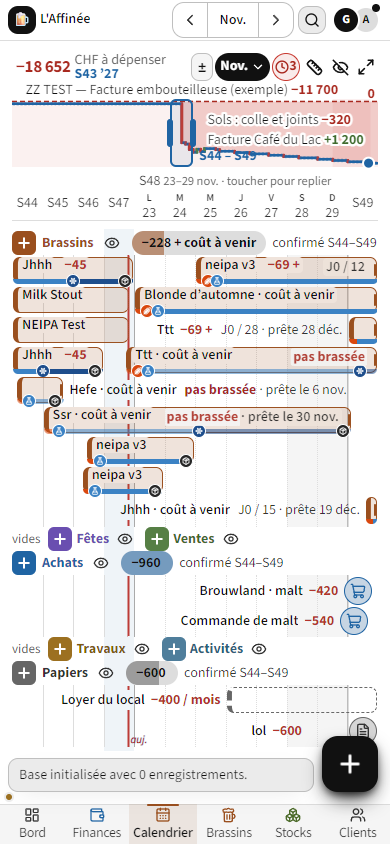 L'Affinée
Nov.
G A
−18 652 CHF à dépenser
S43 ’27
± Nov. 3
ZZ TEST — Facture embouteilleuse (exemple) −11 700
0
Sols : colle et joints −320
Facture Café du Lac +1 200
S44 – S49
S48 23–29 nov. · toucher pour replier
S44 S45 S46 S47 L 23 M 24 M 25 J 26 V 27 S 28 D 29 S49
Brassins −228 + coût à venir confirmé S44–S49
Jhhh −45 neipa v3 −69 + J0 / 12
Milk Stout Blonde d’automne · coût à venir
NEIPA Test Ttt −69 + J0 / 28 · prête 28 déc.
Jhhh −45 Ttt · coût à venir pas brassée
Hefe · coût à venir pas brassée · prête le 6 nov.
Ssr · coût à venir pas brassée · prête le 30 nov.
neipa v3
neipa v3
Jhhh · coût à venir J0 / 15 · prête 19 déc.
vides Fêtes Ventes
Achats −960 confirmé S44–S49
Brouwland · malt −420
Commande de malt −540
vides Travaux Activités
Papiers −600 confirmé S44–S49
Loyer du local −400 / mois
lol −600
auj.
Base initialisée avec 0 enregistrements.
Bord Finances Calendrier Brassins Stocks Clients